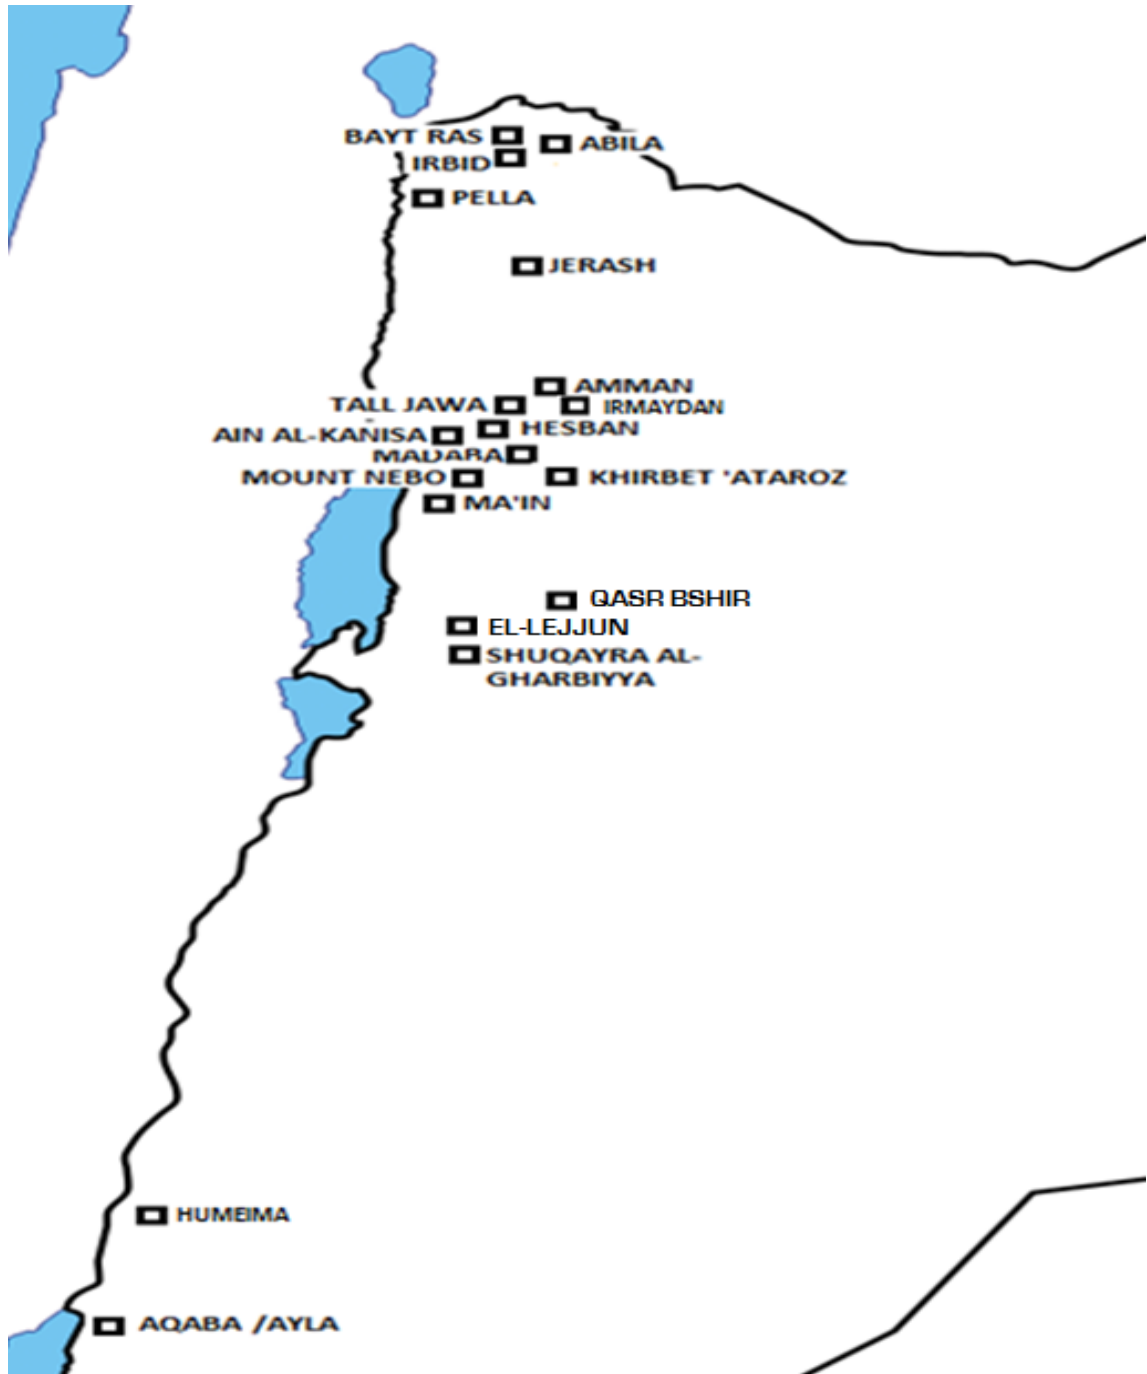 BAYT RAS
ABILA
IRBID
PELLA
JERASH
AMMAN
TALL JAWA
IRMAYDAN
HESBAN
AIN AL-KANISA
MADABA
MOUNT NEBO
KHIRBET 'ATAROZ
MA'IN
QASR BSHIR
EL-LEJJUN
SHUQAYRA AL-
GHARBIYYA
HUMEIMA
AQABA /AYLA